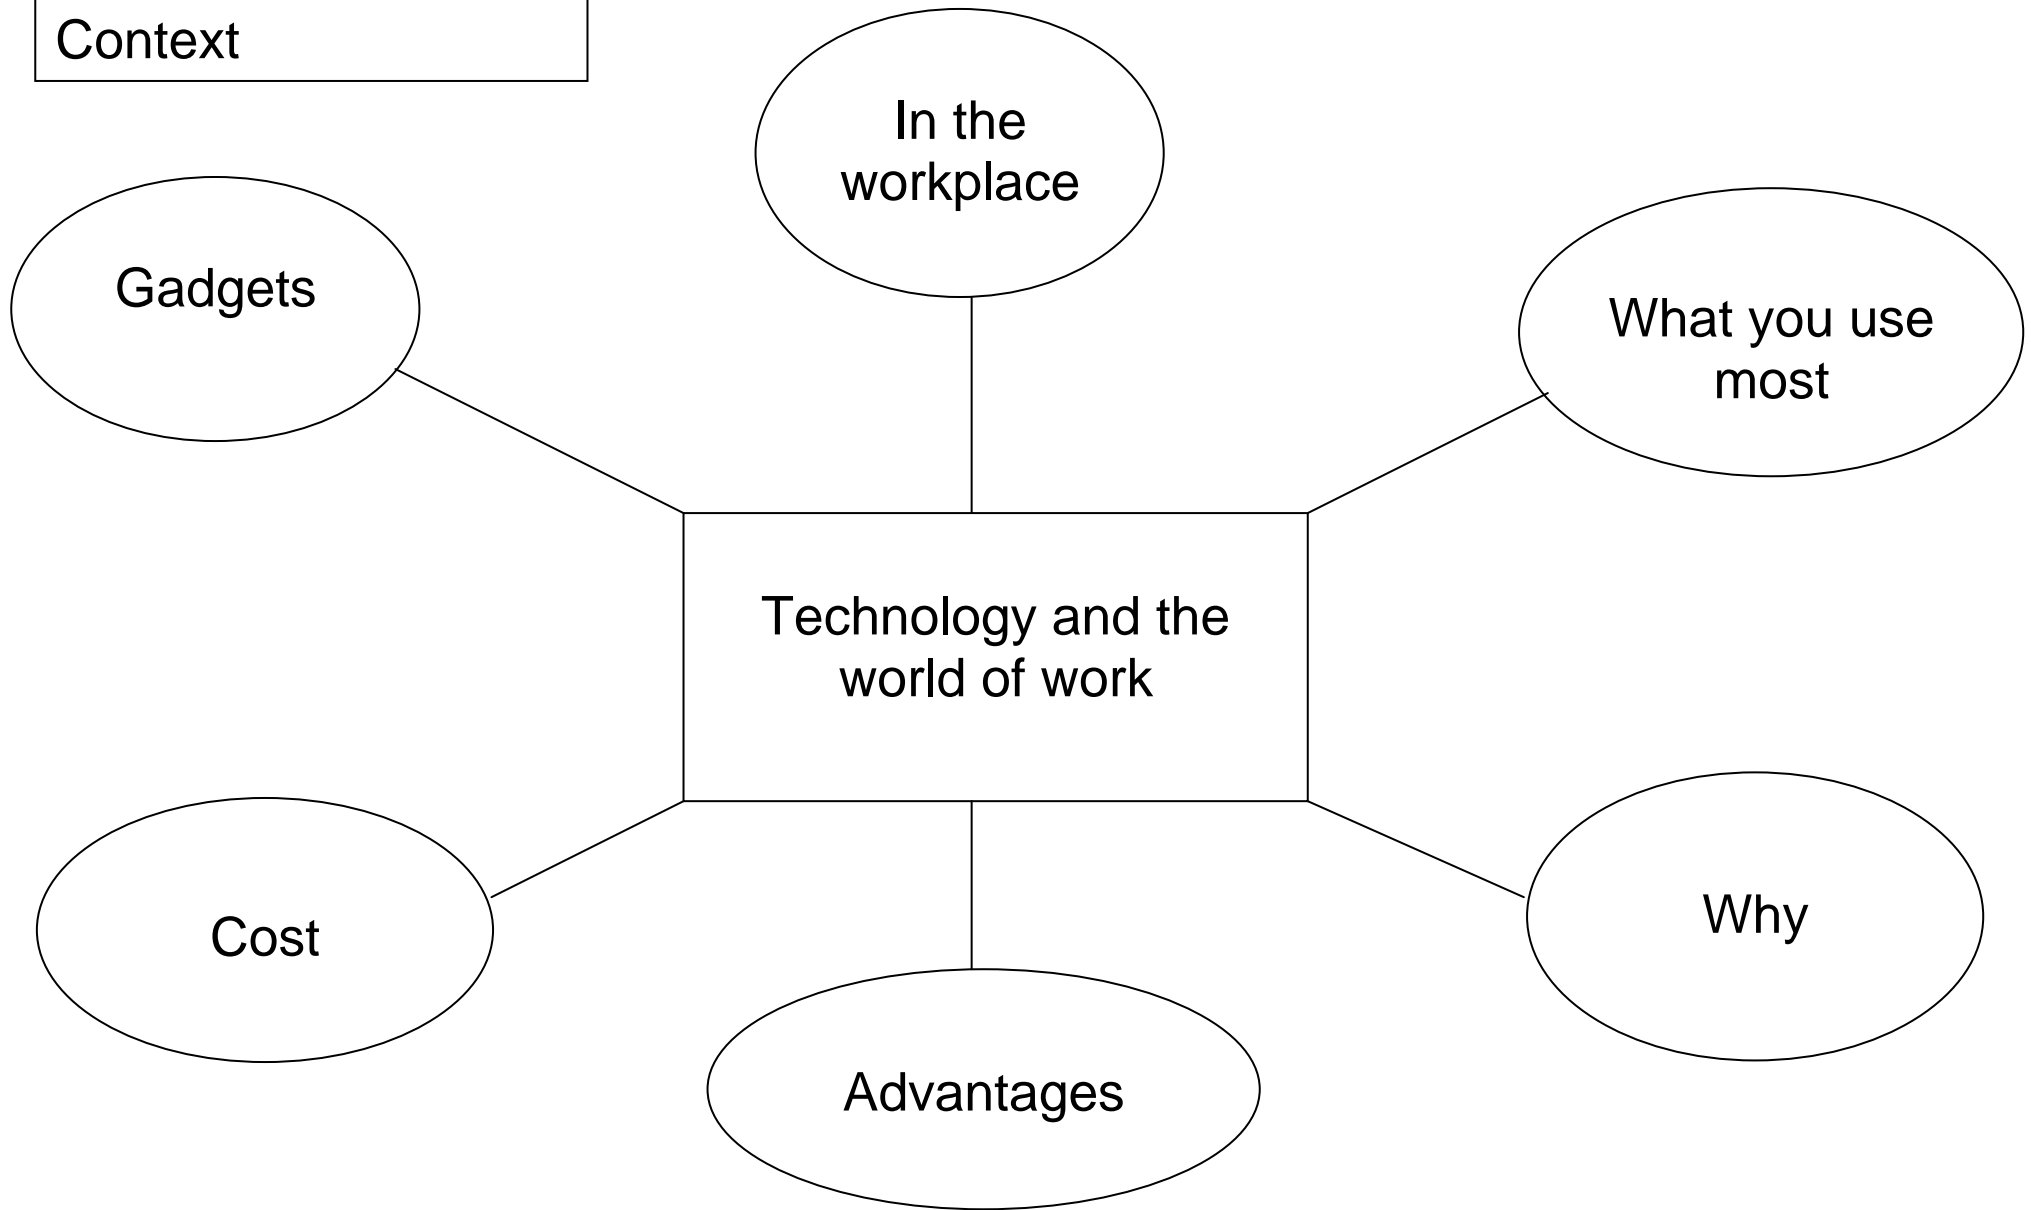 Context
In the
workplace
Gadgets
What you use
most
Technology and the
world of work
Cost
Why
Advantages